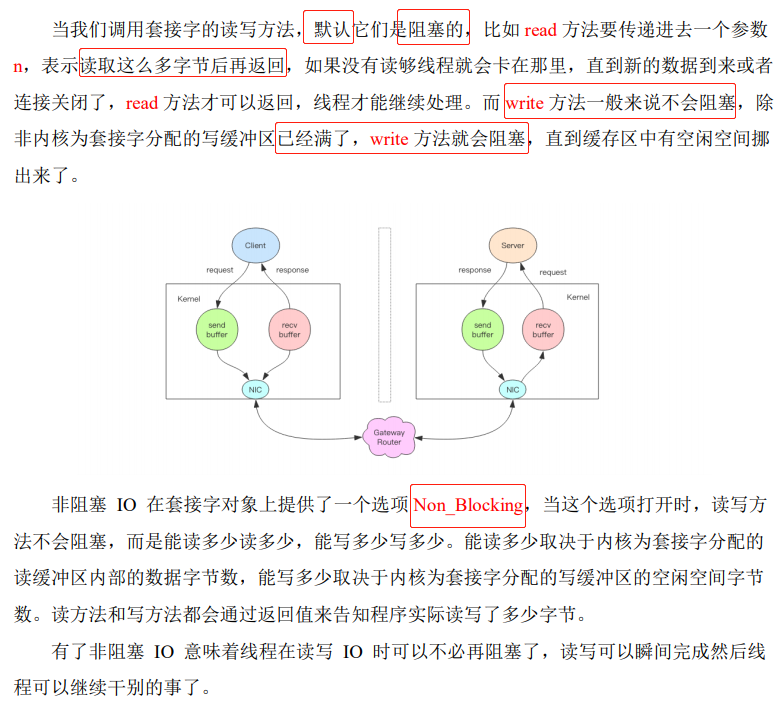 当我们调用套接字的读写方法，默认它们是阻塞的，比如 read 方法要传递进去一个参数
n，表示读取这么多字节后再返回，如果没有读够线程就会卡在那里，直到新的数据到来或者
连接关闭了，read 方法才可以返回，线程才能继续处理。而 write 方法一般来说不会阻塞，除
非内核为套接字分配的写缓冲区已经满了，write 方法就会阻塞，直到缓存区中有空闲空间挪
出来了。
Client
Server
request
response
response
request
Kernel
Kernel
send
buffer
recv
buffer
send
buffer
recv
buffer
NIC
NIC
Gateway
Router
非阻塞 IO 在套接字对象上提供了一个选项 Non_Blocking，当这个选项打开时，读写方
法不会阻塞，而是能读多少读多少，能写多少写多少。能读多少取决于内核为套接字分配的
读缓冲区内部的数据字节数，能写多少取决于内核为套接字分配的写缓冲区的空闲空间字节
数。读方法和写方法都会通过返回值来告知程序实际读写了多少字节。
有了非阻塞 IO 意味着线程在读写 IO 时可以不必再阻塞了，读写可以瞬间完成然后线
程可以继续干别的事了。